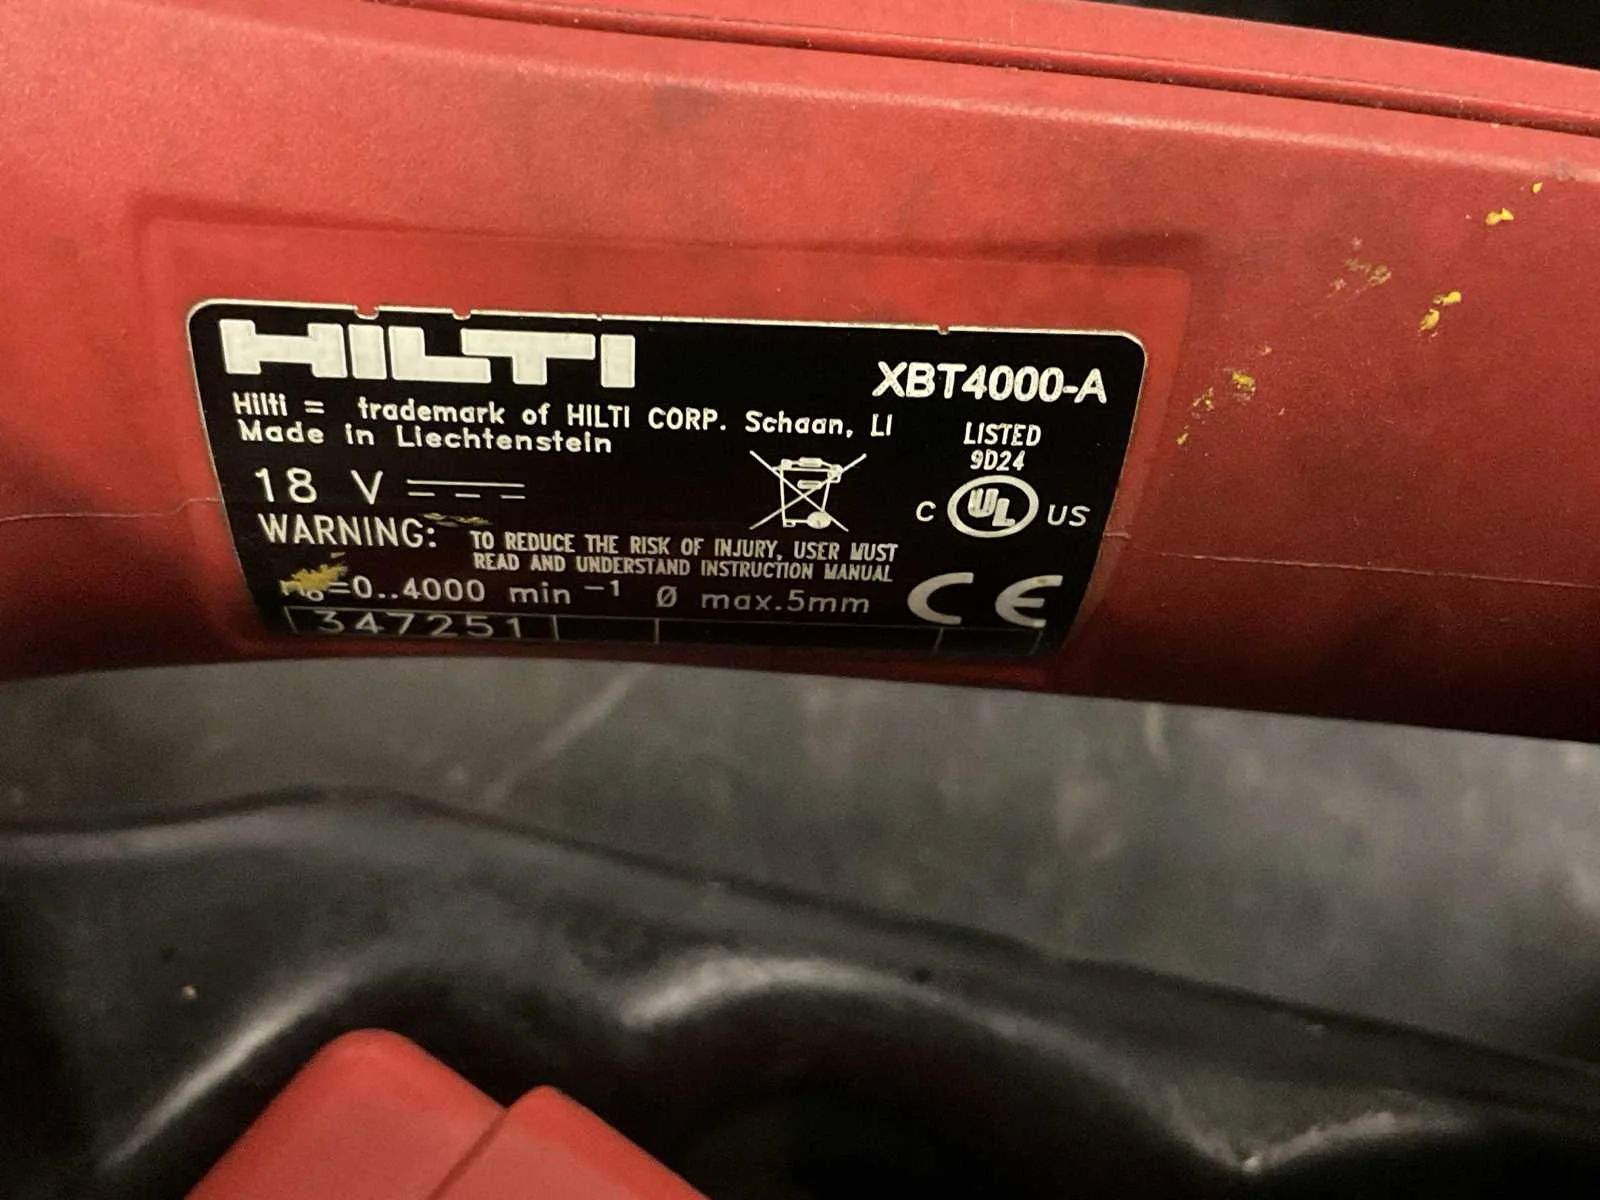 HILTI
XBT4000-A
Hilti = trademark of HILTI CORP. Schaan, LI
Made in Liechtenstein
LISTED
9D24
18 V
C UL US
WARNING: TO REDUCE THE RISK OF INJURY, USER MUST
READ AND UNDERSTAND INSTRUCTION MANUAL
n₀=0..4000 min⁻¹ Ø max.5mm
CE
347251